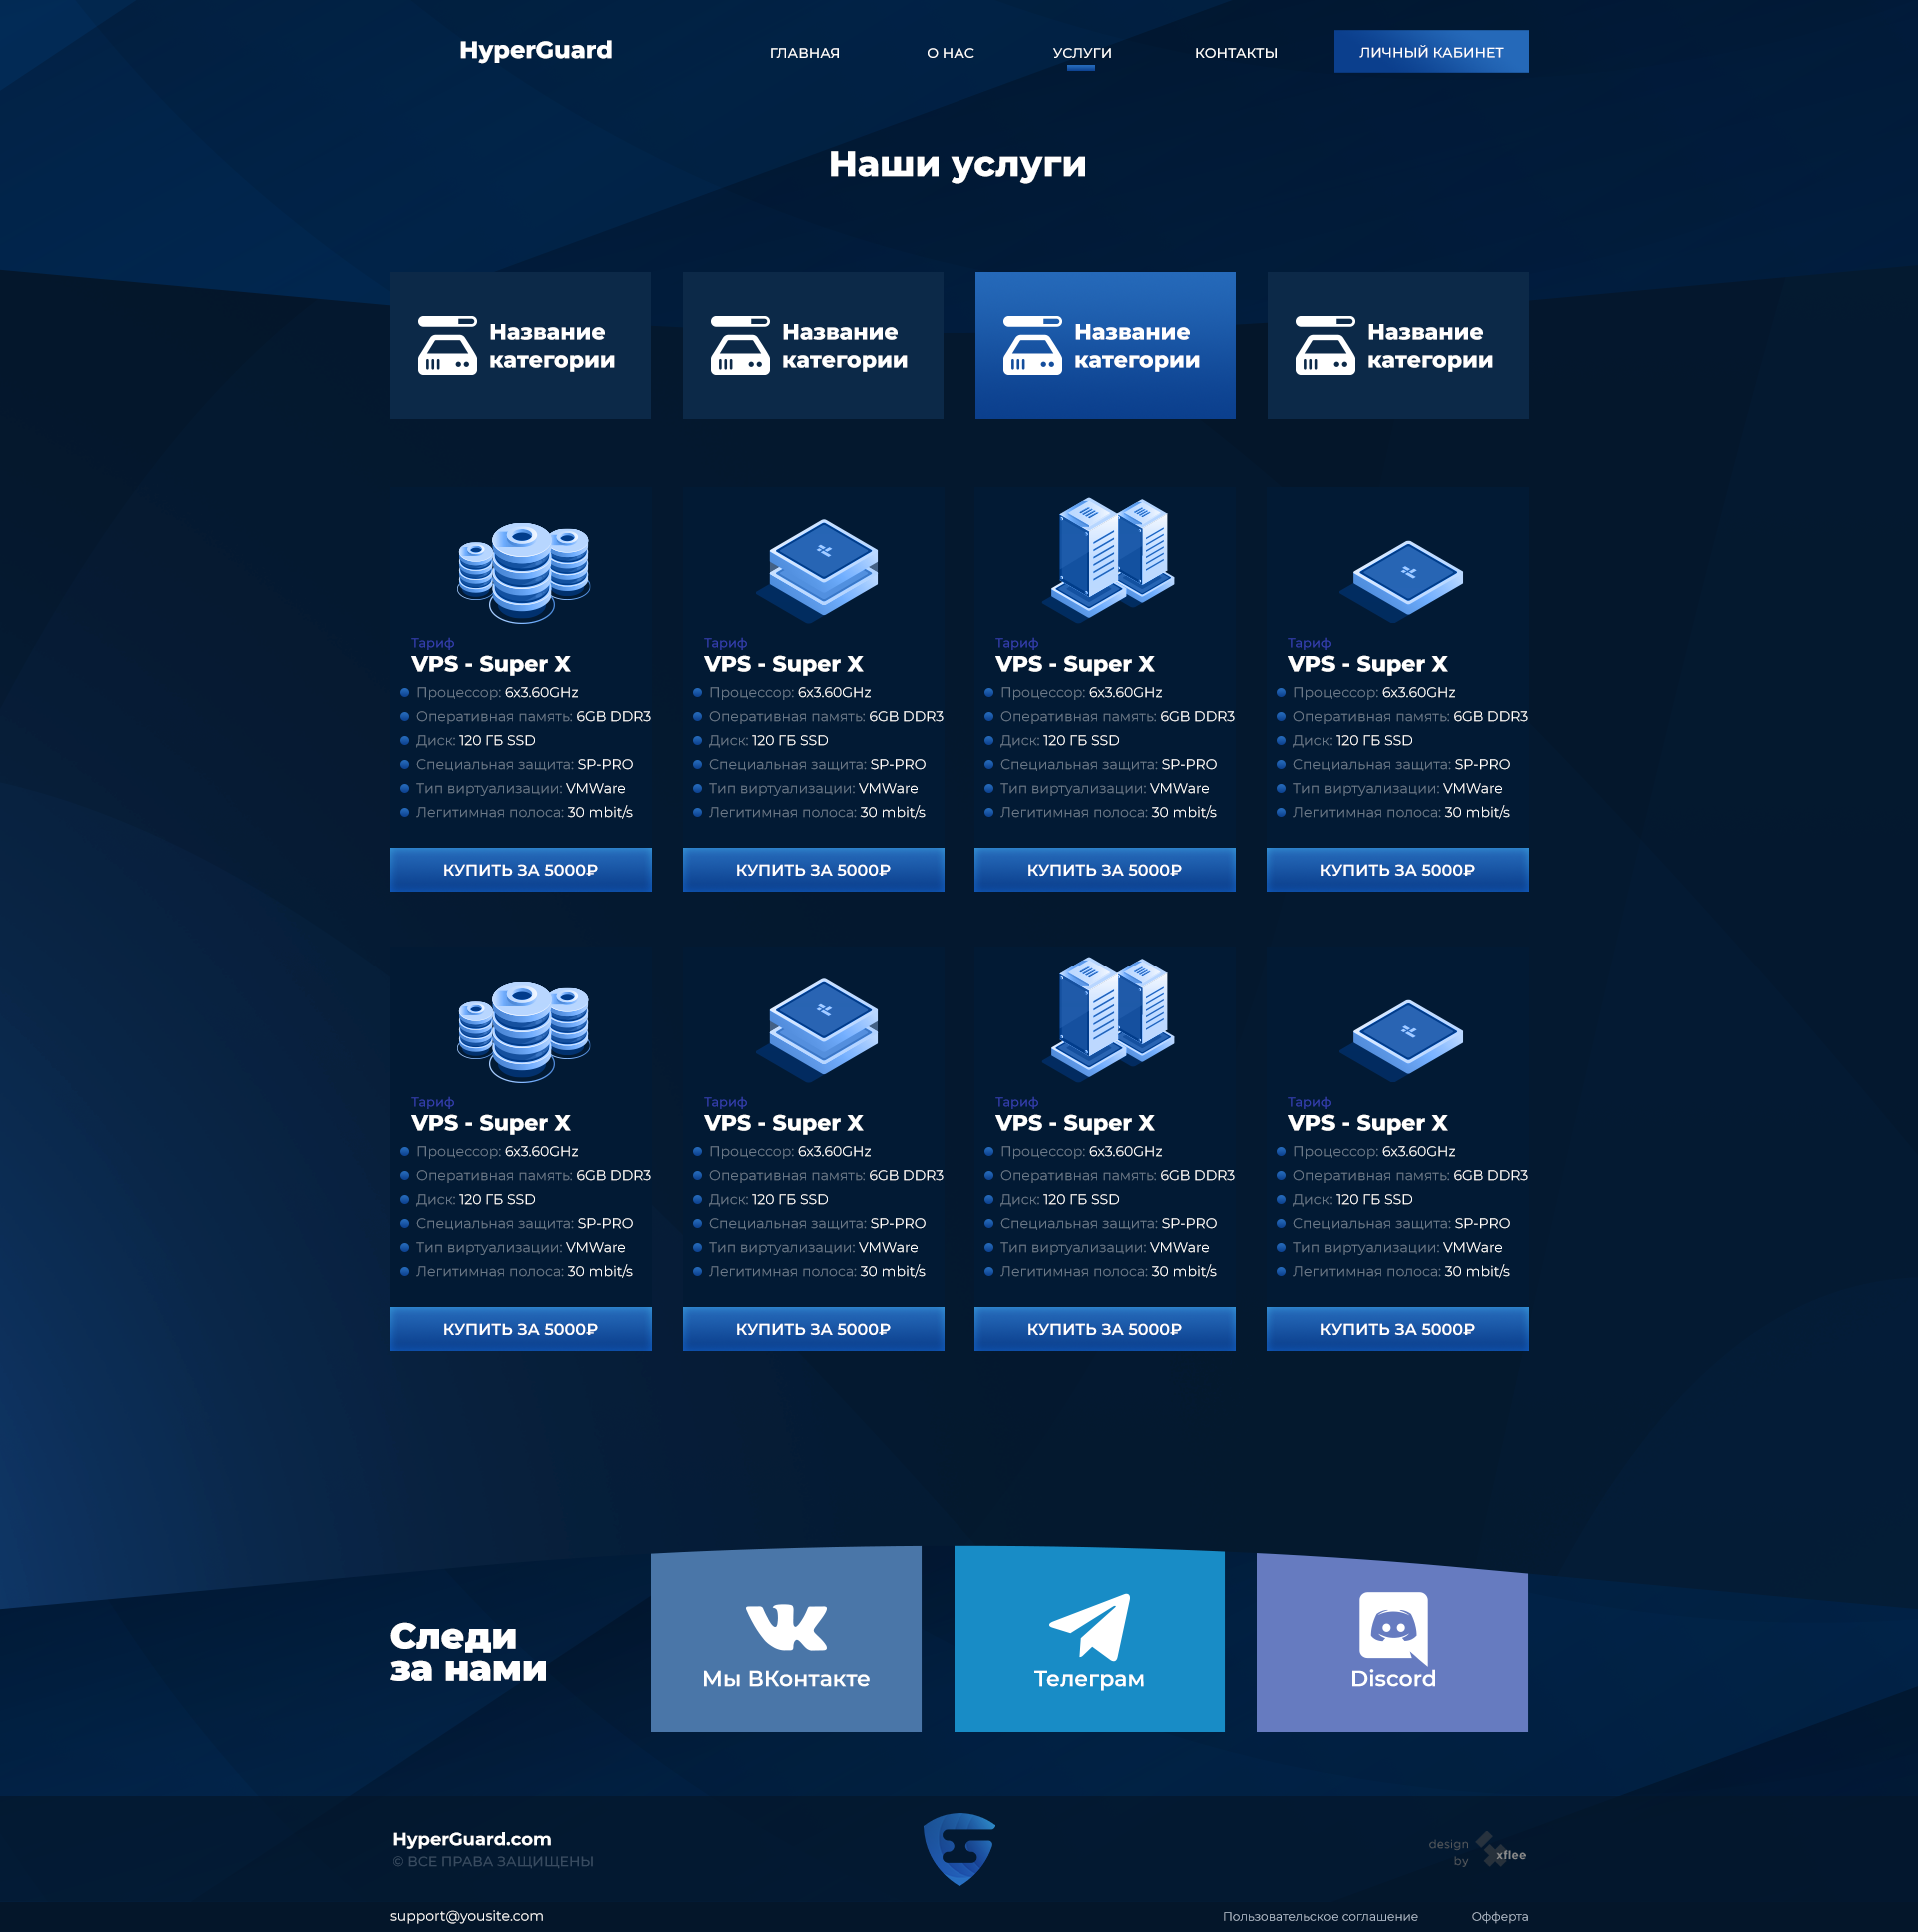 HyperGuard
ГЛАВНАЯ
О НАС
УСЛУГИ
КОНТАКТЫ
ЛИЧНЫЙ КАБИНЕТ
Наши услуги
Название
категории
Название
категории
Название
категории
Название
категории
Тариф
VPS - Super X
Процессор: 6x3.60GHz
Оперативная память: 6GB DDR3
Диск: 120 ГБ SSD
Специальная защита: SP-PRO
Тип виртуализации: VMWare
Легитимная полоса: 30 mbit/s
КУПИТЬ ЗА 5000₽
Тариф
VPS - Super X
Процессор: 6x3.60GHz
Оперативная память: 6GB DDR3
Диск: 120 ГБ SSD
Специальная защита: SP-PRO
Тип виртуализации: VMWare
Легитимная полоса: 30 mbit/s
КУПИТЬ ЗА 5000₽
Тариф
VPS - Super X
Процессор: 6x3.60GHz
Оперативная память: 6GB DDR3
Диск: 120 ГБ SSD
Специальная защита: SP-PRO
Тип виртуализации: VMWare
Легитимная полоса: 30 mbit/s
КУПИТЬ ЗА 5000₽
Тариф
VPS - Super X
Процессор: 6x3.60GHz
Оперативная память: 6GB DDR3
Диск: 120 ГБ SSD
Специальная защита: SP-PRO
Тип виртуализации: VMWare
Легитимная полоса: 30 mbit/s
КУПИТЬ ЗА 5000₽
Тариф
VPS - Super X
Процессор: 6x3.60GHz
Оперативная память: 6GB DDR3
Диск: 120 ГБ SSD
Специальная защита: SP-PRO
Тип виртуализации: VMWare
Легитимная полоса: 30 mbit/s
КУПИТЬ ЗА 5000₽
Тариф
VPS - Super X
Процессор: 6x3.60GHz
Оперативная память: 6GB DDR3
Диск: 120 ГБ SSD
Специальная защита: SP-PRO
Тип виртуализации: VMWare
Легитимная полоса: 30 mbit/s
КУПИТЬ ЗА 5000₽
Тариф
VPS - Super X
Процессор: 6x3.60GHz
Оперативная память: 6GB DDR3
Диск: 120 ГБ SSD
Специальная защита: SP-PRO
Тип виртуализации: VMWare
Легитимная полоса: 30 mbit/s
КУПИТЬ ЗА 5000₽
Тариф
VPS - Super X
Процессор: 6x3.60GHz
Оперативная память: 6GB DDR3
Диск: 120 ГБ SSD
Специальная защита: SP-PRO
Тип виртуализации: VMWare
Легитимная полоса: 30 mbit/s
КУПИТЬ ЗА 5000₽
Следи
за нами
Мы ВКонтакте
Телеграм
Discord
HyperGuard.com
© ВСЕ ПРАВА ЗАЩИЩЕНЫ
design
by
xflee
support@yousite.com
Пользовательское соглашение
Офферта